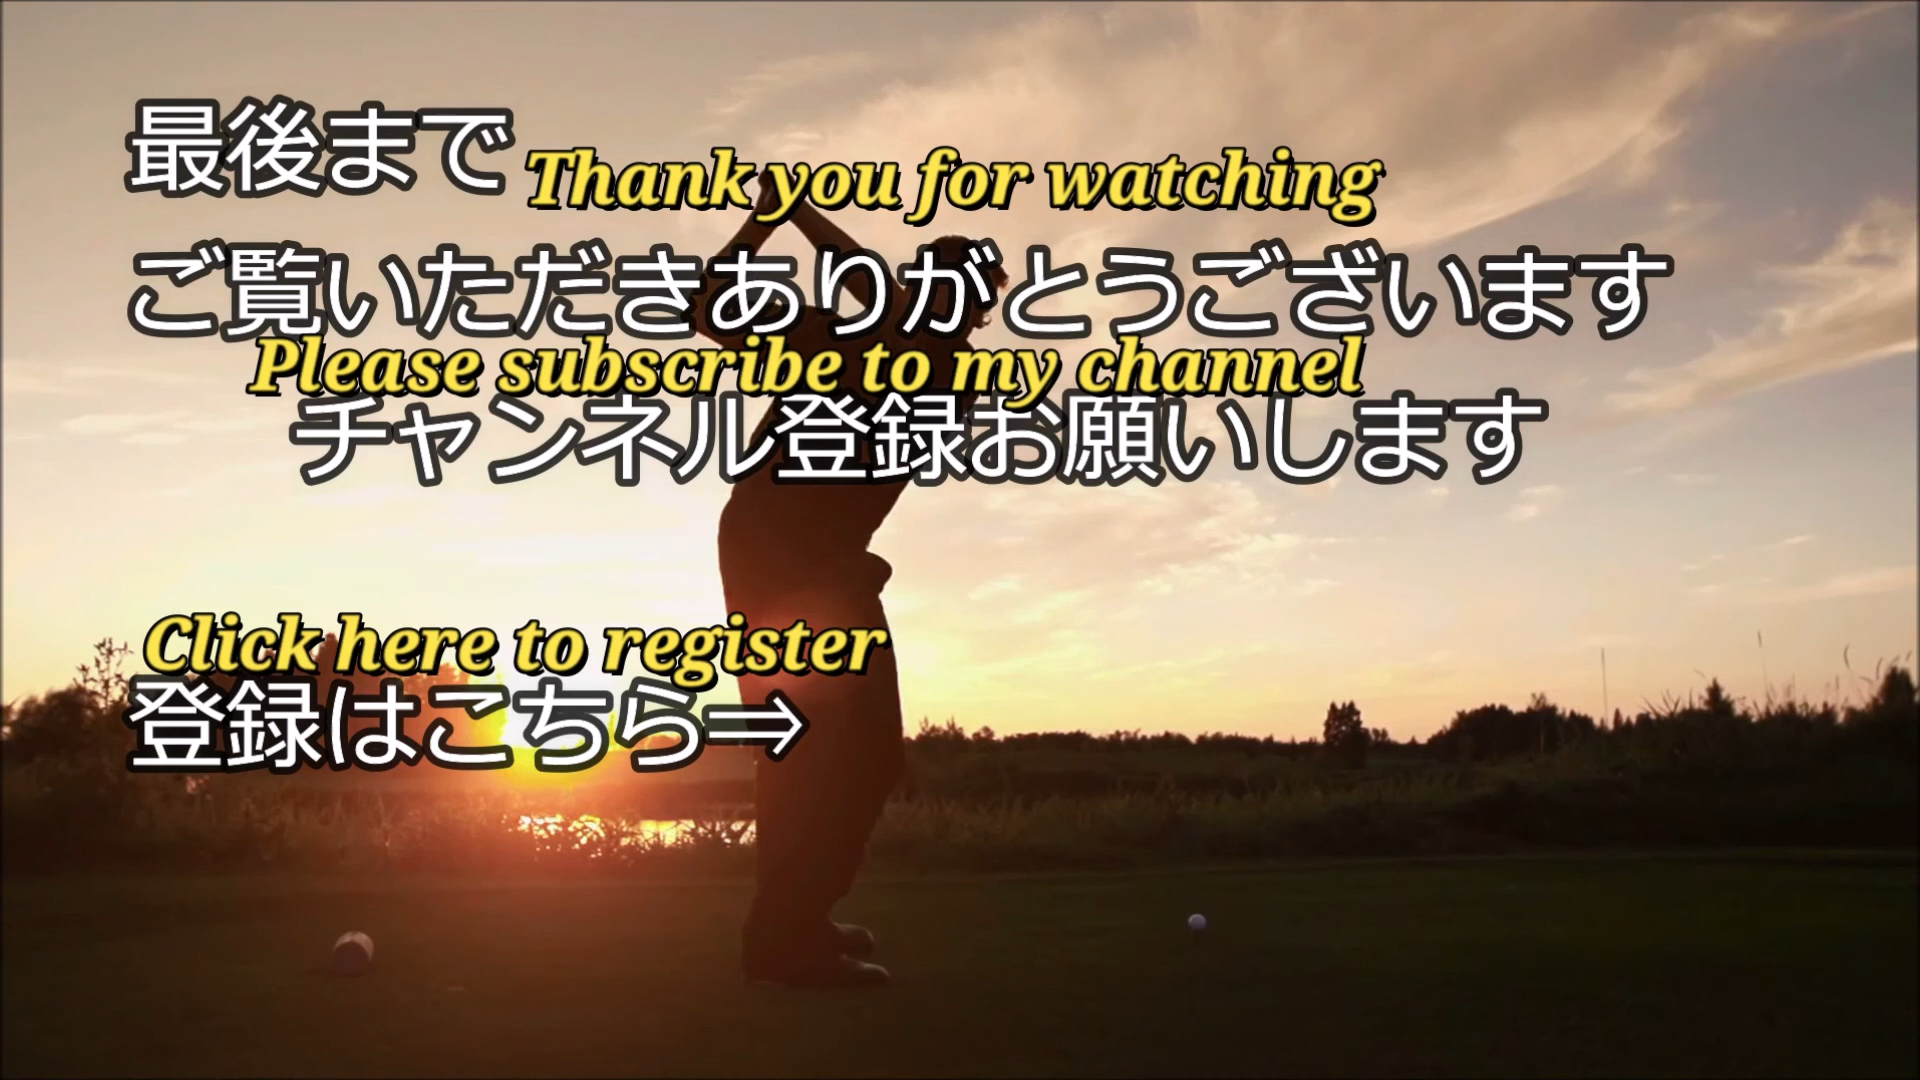 最後まで
Thank you for watching
ご覧いただきありがとうございます
Please subscribe to my channel
チャンネル登録お願いします
Click here to register
登録はこちら⇒